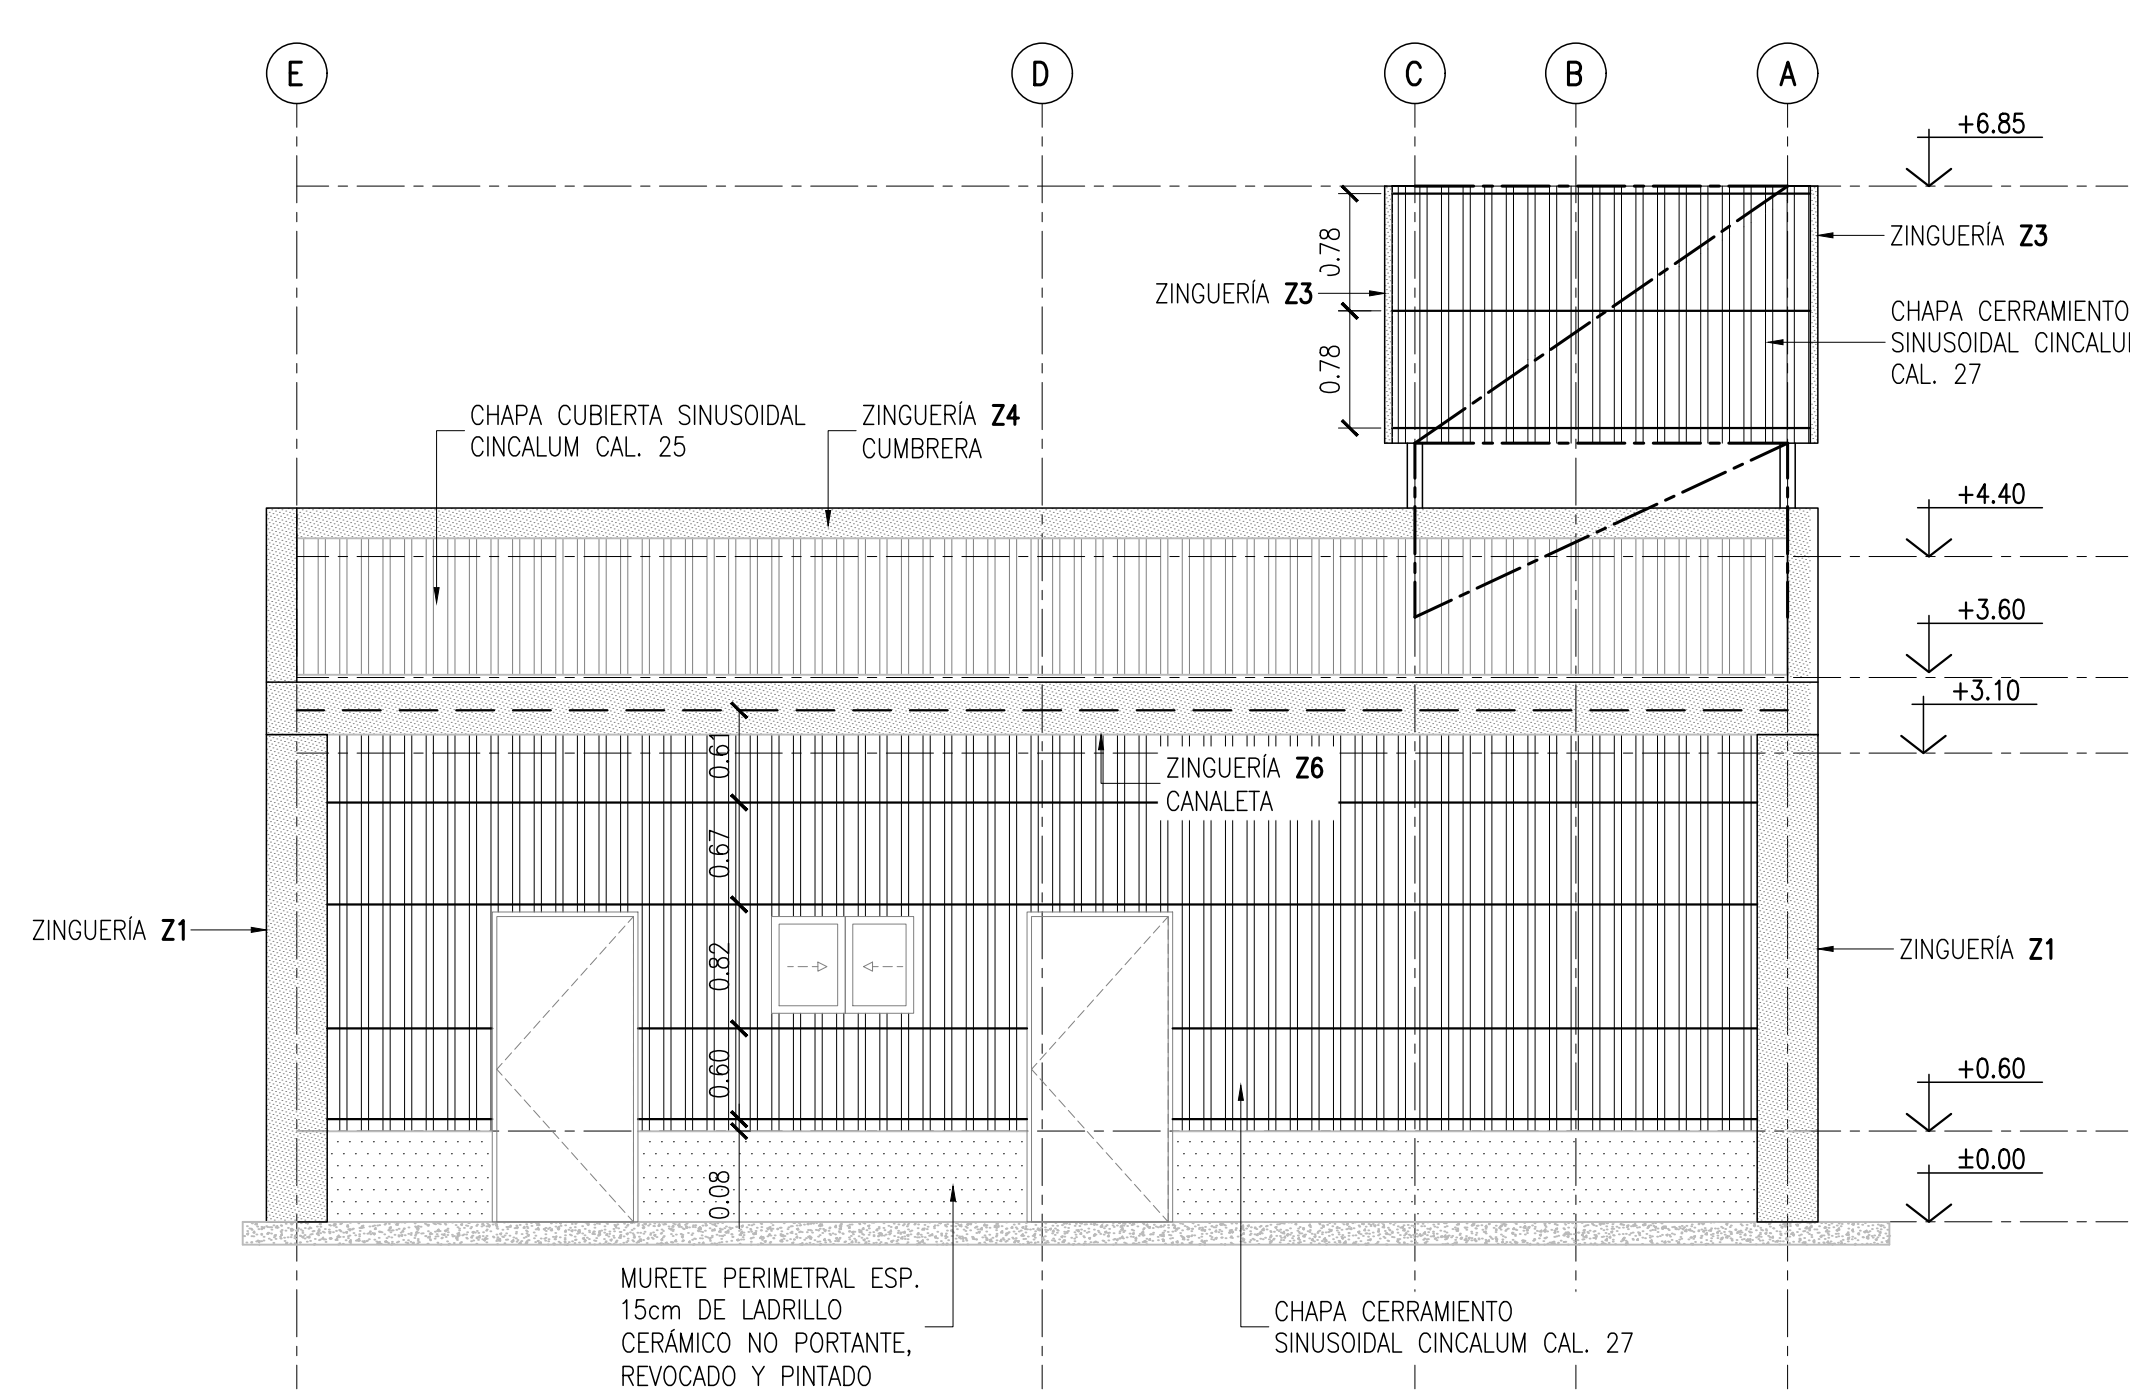 E
D
C
B
A
+6.85
ZINGUERÍA Z3
0.78
ZINGUERÍA Z3
CHAPA CERRAMIENTO
SINUSOIDAL CINCALU
CAL. 27
0.78
CHAPA CUBIERTA SINUSOIDAL
CINCALUM CAL. 25
ZINGUERÍA Z4
CUMBRERA
+4.40
+3.60
+3.10
0.61
ZINGUERÍA Z6
CANALETA
0.67
ZINGUERÍA Z1
0.82
ZINGUERÍA Z1
0.60
+0.60
±0.00
0.08
MURETE PERIMETRAL ESP.
15cm DE LADRILLO
CERÁMICO NO PORTANTE,
REVOCADO Y PINTADO
CHAPA CERRAMIENTO
SINUSOIDAL CINCALUM CAL. 27